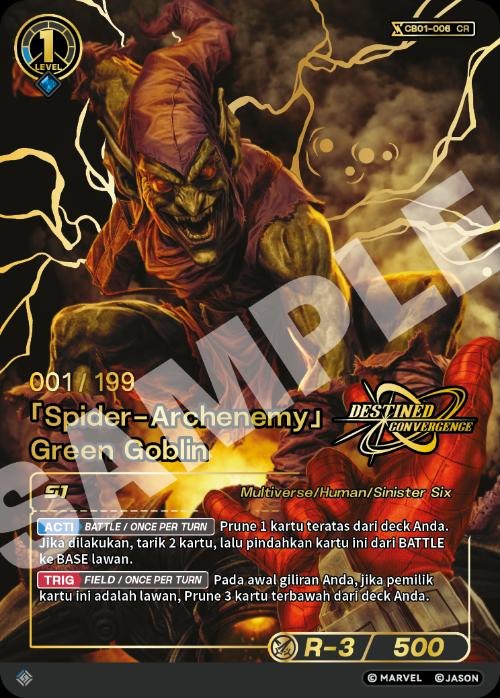 1
LEVEL
CB01-006 CR
SAMPLE
001 / 199
「Spider-Archenemy」
Green Goblin
DESTINED
CONVERGENCE
S1
Multiverse/Human/Sinister Six
ACT1 BATTLE / ONCE PER TURN Prune 1 kartu teratas dari deck Anda.
Jika dilakukan, tarik 2 kartu, lalu pindahkan kartu ini dari BATTLE
ke BASE lawan.
TRIG FIELD / ONCE PER TURN Pada awal giliran Anda, jika pemilik
kartu ini adalah lawan, Prune 3 kartu terbawah dari deck Anda.
R-3 / 500
© MARVEL ©JASON